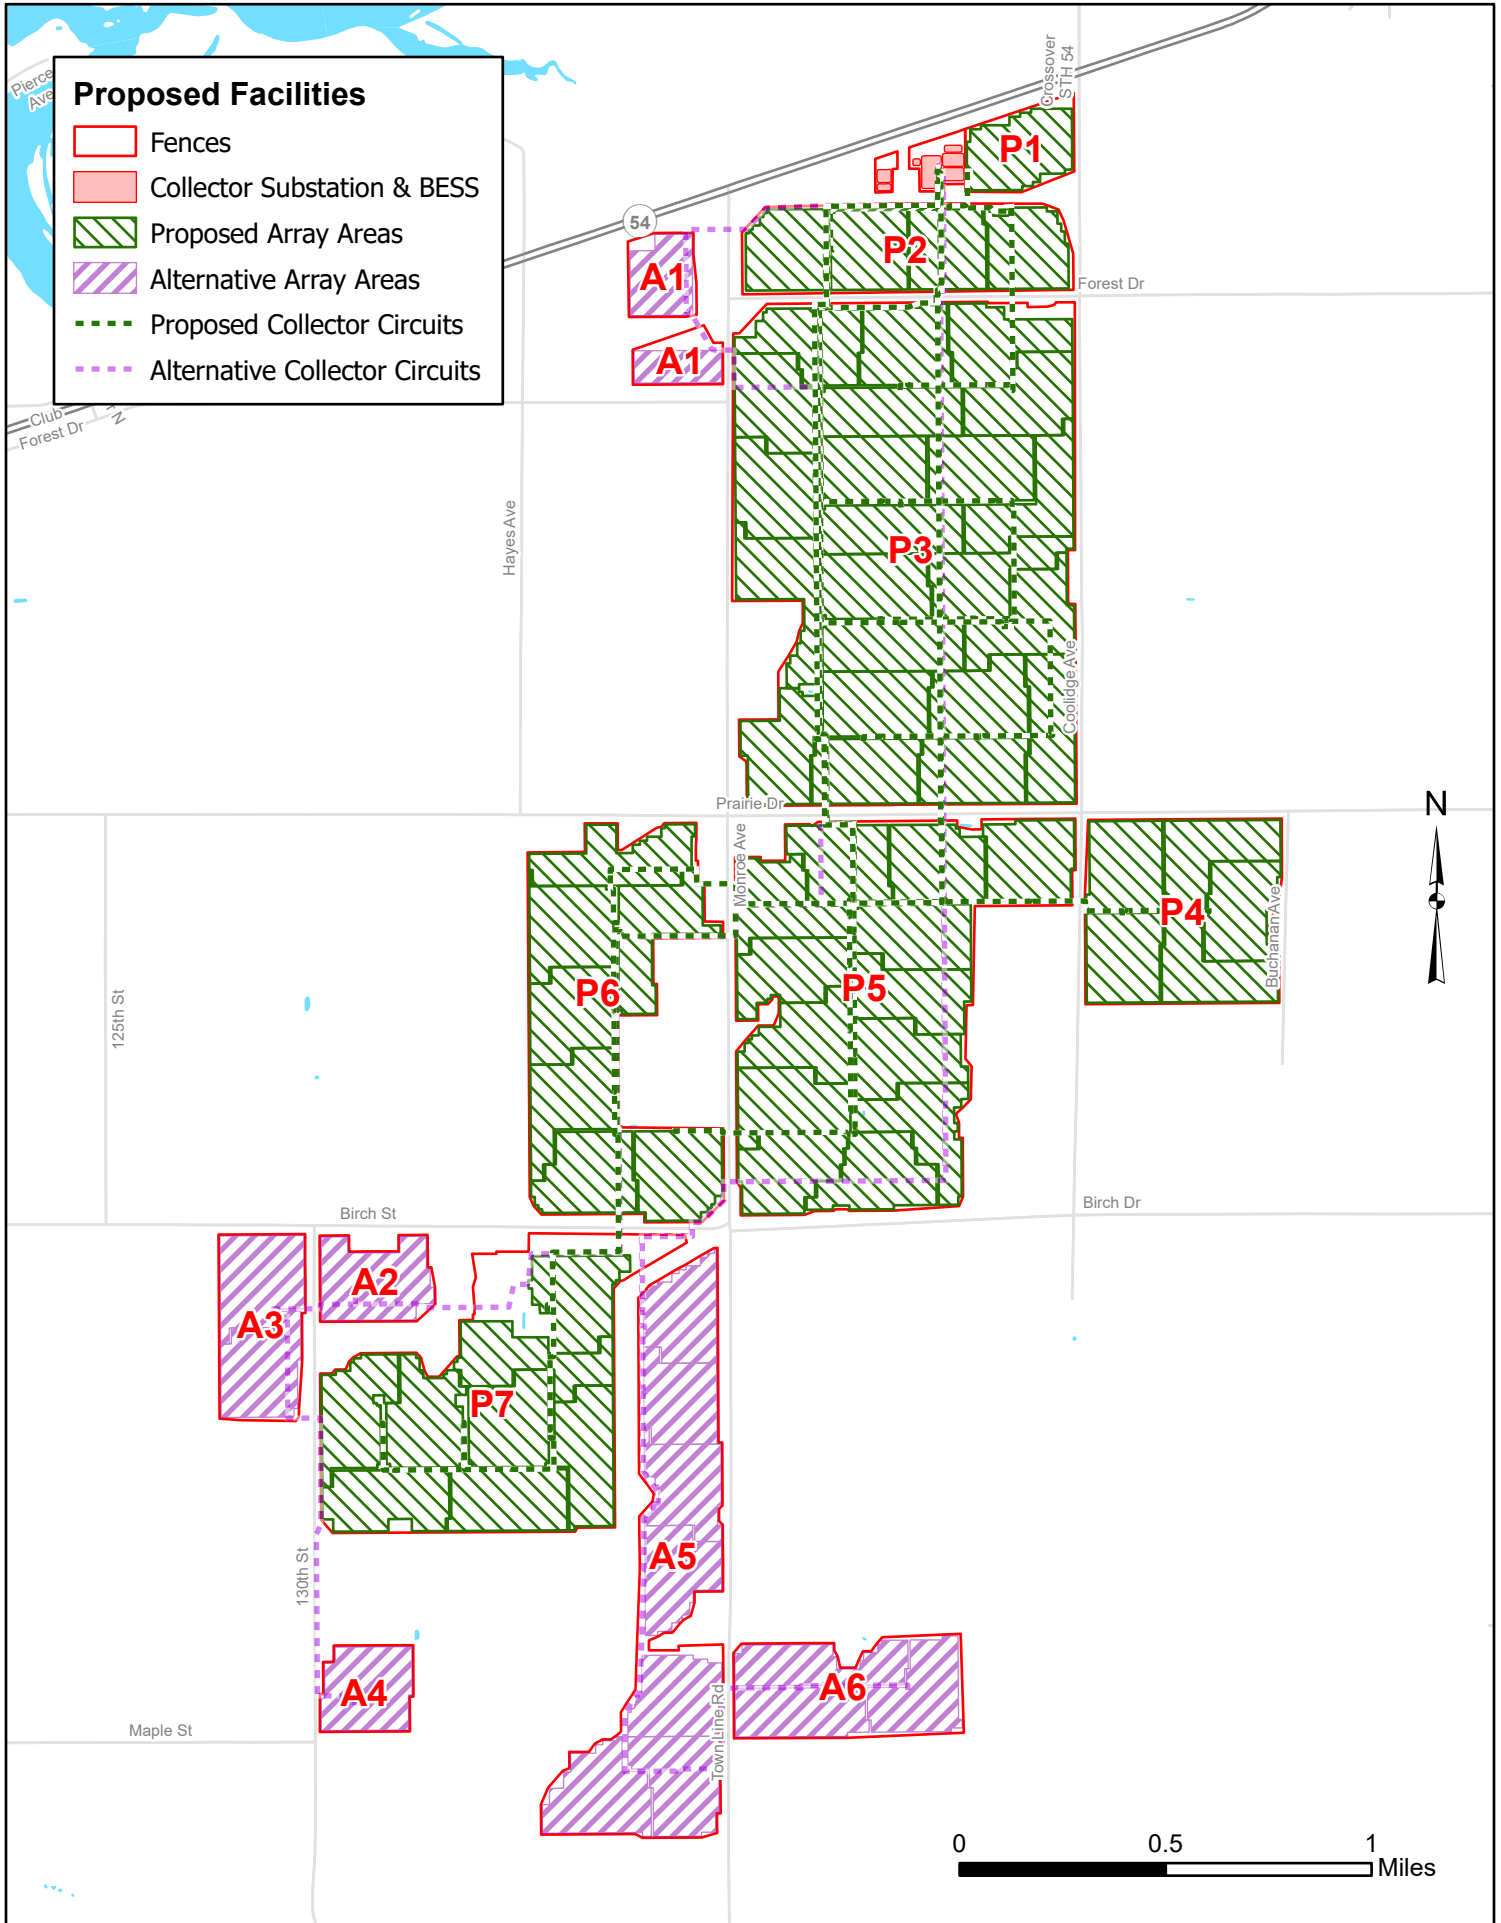 Pierce
Ave
Crossover
STH 54
Proposed Facilities
Fences
Collector Substation & BESS
Proposed Array Areas
Alternative Array Areas
Proposed Collector Circuits
Alternative Collector Circuits
P1
54
P2
A1
Forest Dr
A1
Club
Forest Dr
N
Hayes Ave
P3
Coolidge Ave
Prairie Dr
N
Monroe Ave
P4
Buchanan Ave
P6
P5
125th St
Birch St
Birch Dr
A2
A3
P7
A5
130th St
A4
A6
Maple St
Town Line Rd
0 0.5 1
Miles